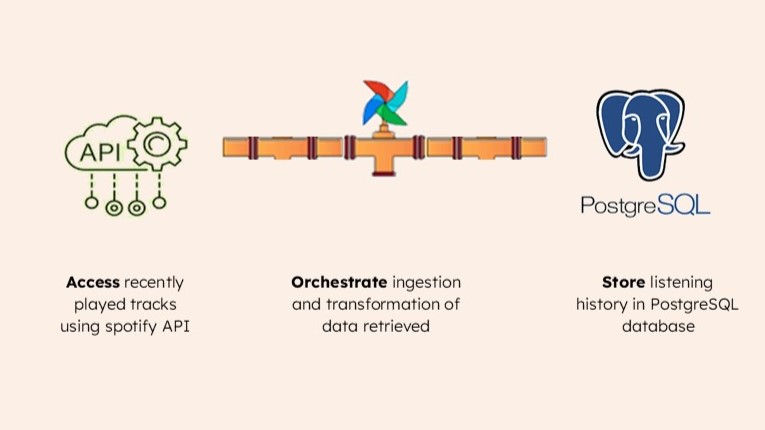 API
PostgreSQL
Access recently
played tracks
using spotify API
Orchestrate ingestion
and transformation of
data retrieved
Store listening
history in PostgreSQL
database